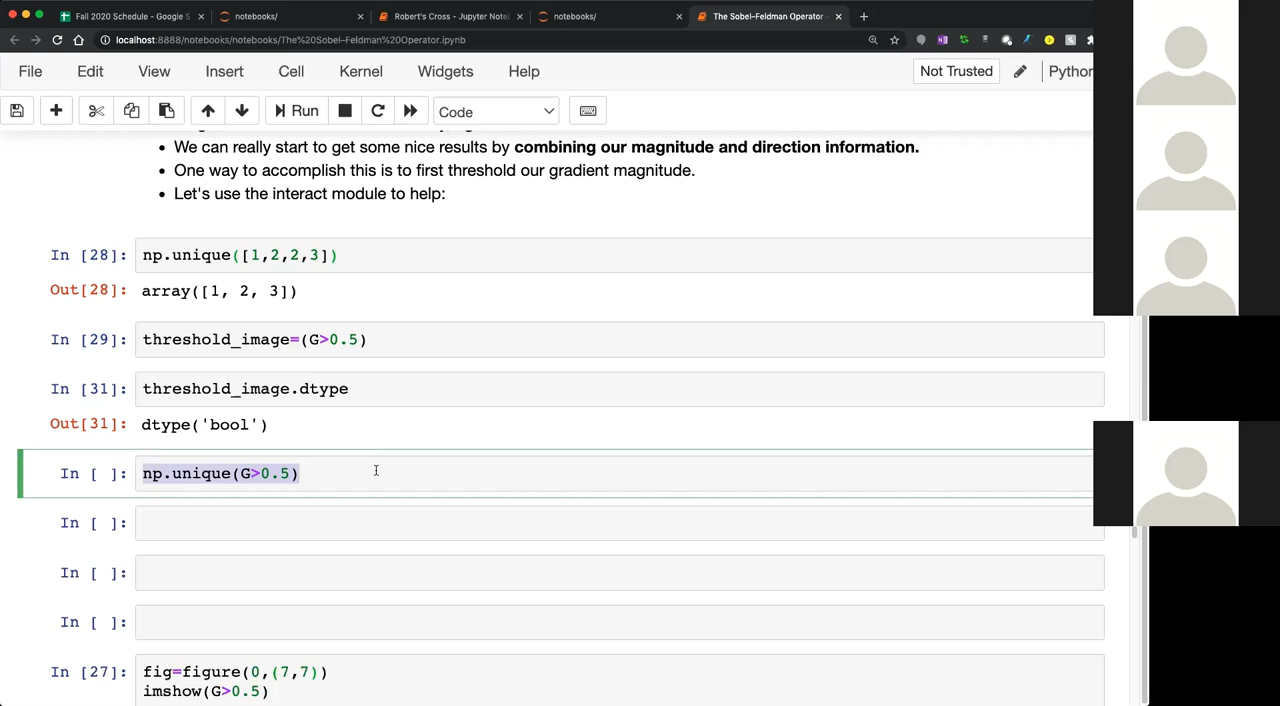 Fall 2020 Schedule - Google S
notebooks/
Robert's Cross - Jupyter Note
notebooks/
The Sobel–Feldman Operator -
localhost:8888/notebooks/notebooks/The%20Sobel–Feldman%20Operator.ipynb
File Edit View Insert Cell Kernel Widgets Help
Not Trusted
Python
Run
Code
We can really start to get some nice results by combining our magnitude and direction information.
One way to accomplish this is to first threshold our gradient magnitude.
Let's use the interact module to help:
In [28]: np.unique([1,2,2,3])
Out[28]: array([1, 2, 3])
In [29]: threshold_image=(G>0.5)
In [31]: threshold_image.dtype
Out[31]: dtype('bool')
In [ ]: np.unique(G>0.5)
In [ ]:
In [ ]:
In [ ]:
In [27]: fig=figure(0,(7,7))
imshow(G>0.5)